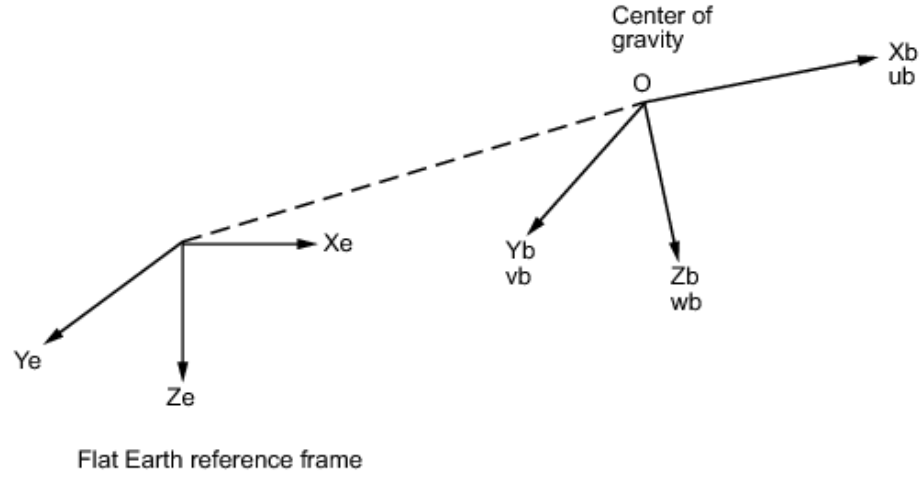 Center of
gravity
O
Xb
ub
Yb
vb
Zb
wb
Xe
Ye
Ze
Flat Earth reference frame